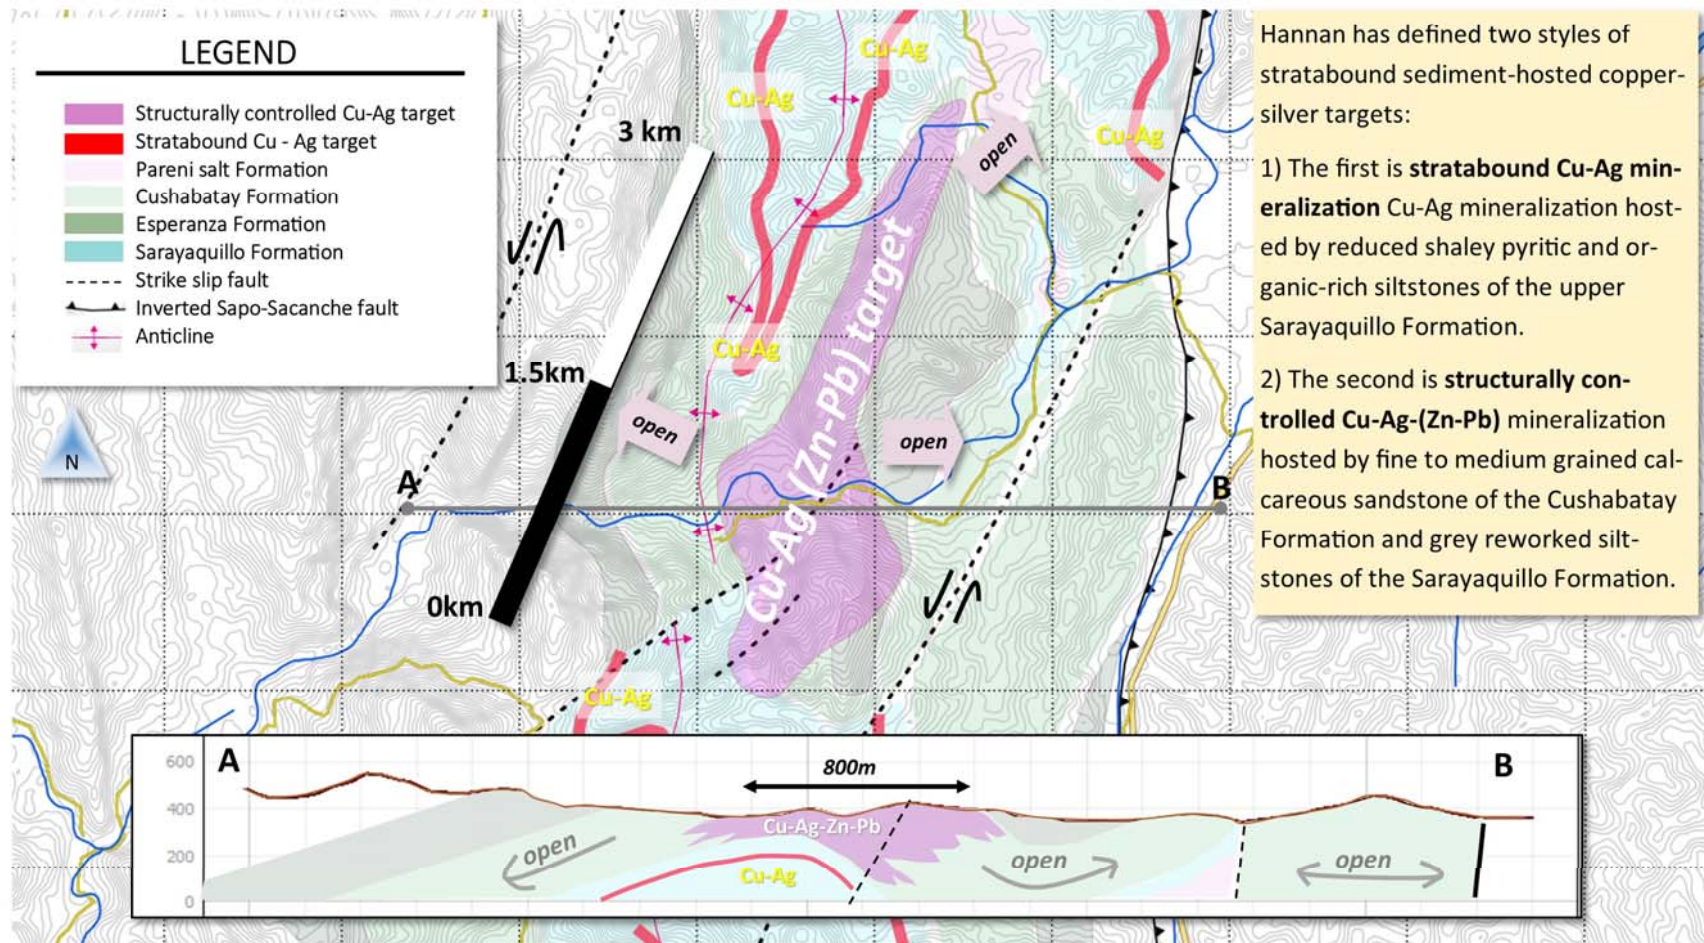 LEGEND
Structurally controlled Cu-Ag target
Stratabound Cu - Ag target
Pareni salt Formation
Cushabatay Formation
Esperanza Formation
Sarayaquillo Formation
Strike slip fault
Inverted Sapo-Sacanche fault
Anticline
N
3 km
1.5km
0km
Cu-Ag
Cu-Ag
Cu-Ag
Cu-Ag
Cu-Ag
open
open
open
Cu-Ag (Zn-Pb) target
A
B
Hannan has defined two styles of
stratabound sediment-hosted copper-
silver targets:
1) The first is stratabound Cu-Ag min-
eralization Cu-Ag mineralization host-
ed by reduced shaley pyritic and or-
ganic-rich siltstones of the upper
Sarayaquillo Formation.
2) The second is structurally con-
trolled Cu-Ag-(Zn-Pb) mineralization
hosted by fine to medium grained cal-
careous sandstone of the Cushabatay
Formation and grey reworked silt-
stones of the Sarayaquillo Formation.
A
B
800m
600
400
200
0
Cu-Ag-Zn-Pb
Cu-Ag
open
open
open